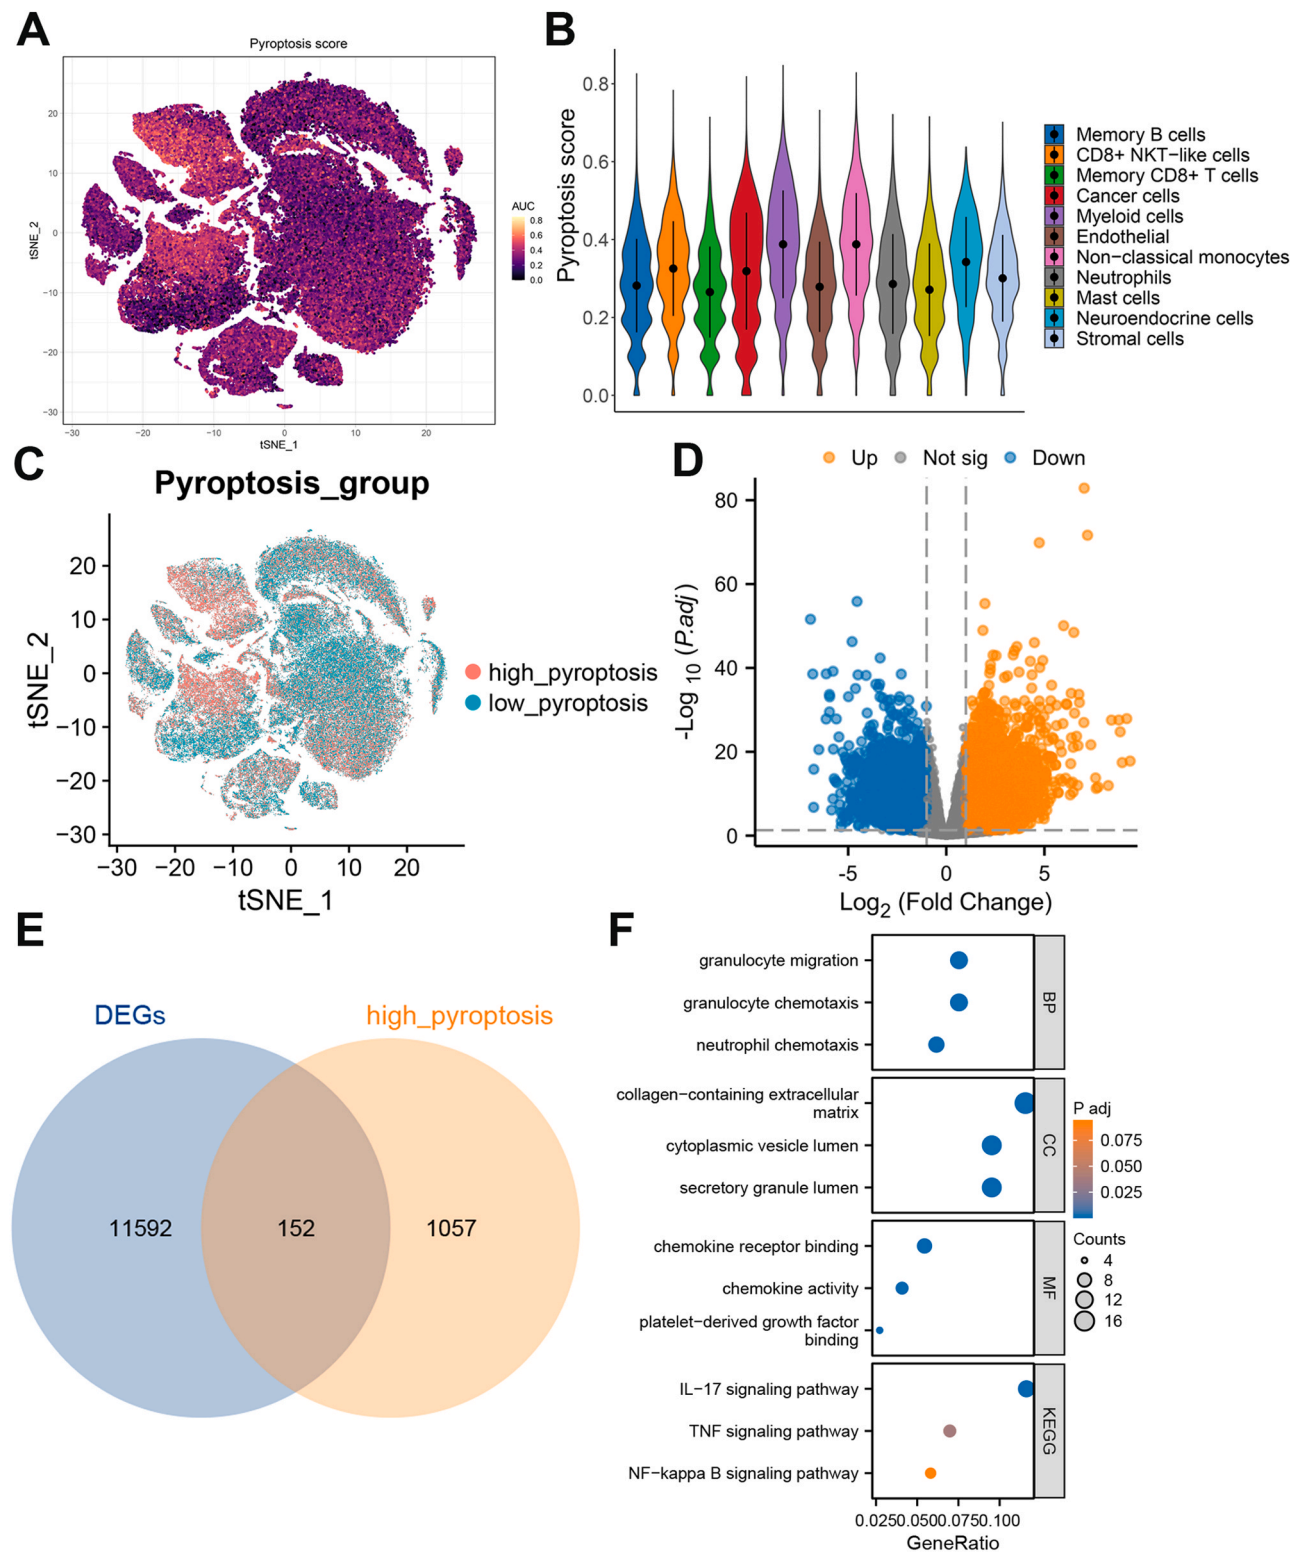 A
Pyroptosis score
20
10
0
−10
−20
−30
tSNE_2
−30
−20
−10
0
10
20
tSNE_1
AUC
0.8
0.6
0.4
0.2
0.0
B
Pyroptosis score
0.8
0.6
0.4
0.2
0.0
Memory B cells
CD8+ NKT−like cells
Memory CD8+ T cells
Cancer cells
Myeloid cells
Endothelial
Non−classical monocytes
Neutrophils
Mast cells
Neuroendocrine cells
Stromal cells
C
Pyroptosis_group
20
10
0
−10
−20
−30
tSNE_2
−30
−20
−10
0
10
20
tSNE_1
high_pyroptosis
low_pyroptosis
D
Up
Not sig
Down
80
60
40
20
0
-Log 10 (P.adj)
-5
0
5
Log2 (Fold Change)
E
DEGs
high_pyroptosis
11592
152
1057
F
granulocyte migration
granulocyte chemotaxis
neutrophil chemotaxis
BP
collagen−containing extracellular
matrix
cytoplasmic vesicle lumen
secretory granule lumen
CC
chemokine receptor binding
chemokine activity
platelet−derived growth factor
binding
MF
IL−17 signaling pathway
TNF signaling pathway
NF−kappa B signaling pathway
KEGG
0.0250.0500.0750.100
GeneRatio
P adj
0.075
0.050
0.025
Counts
4
8
12
16